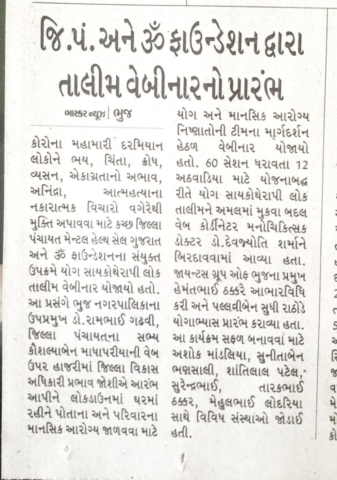 જિ.પં. અને ૐ ફાઉન્ડેશન દ્વારા
તાલીમ વેબીનારનો પ્રારંભ
ભાસ્કર ન્યૂઝ | ભુજ
કોરોના મહામારી દરમિયાન
લોકોને ભય, ચિંતા, ક્રોધ,
વ્યસન, એકાગ્રતાનો અભાવ,
અનિંદ્રા, આત્મહત્યાના
નકારાત્મક વિચારો વગેરેથી
મુક્તિ અપાવવા માટે કચ્છ જિલ્લા
પંચાયત મેન્ટલ હેલ્થ સેલ ગુજરાત
અને ૐ ફાઉન્ડેશનના સંયુક્ત
ઉપક્રમે યોગ સાયકોથેરાપી લોક
તાલીમ વેબીનાર યોજાયો હતો.
આ પ્રસંગે ભુજ નગરપાલિકાના
ઉપપ્રમુખ ડો.રામભાઈ ગઢવી,
જિલ્લા પંચાયતના સભ્ય
કૌશલ્યાબેન માધાપરીયાની વેબ
ઉપર હાજરીમાં જિલ્લા વિકાસ
અધિકારી પ્રભાવ જોશીએ આરંભ
આપીને લોકડાઉનમાં ઘરમાં
રહીને પોતાના અને પરિવારના
માનસિક આરોગ્ય જાળવવા માટે
યોગ અને માનસિક આરોગ્ય
નિષ્ણાતોની ટીમના માર્ગદર્શન
હેઠળ વેબીનાર યોજાયો
હતો. 60 સેશન ધરાવતા 12
અઠવાડિયા માટે યોજનાબદ્ધ
રીતે યોગ સાયકોથેરાપી લોક
તાલીમને અમલમાં મુકવા બદલ
વેબ કોર્ડીનેટર મનોચિકિત્સક
ડોક્ટર ડો.દેવજ્યોતિ શર્માને
બિરદાવવામાં આવ્યા હતા.
જાયન્ટસ ગ્રુપ ઓફ ભુજના પ્રમુખ
હેમંતભાઈ ઠક્કરે આભારવિધિ
કરી અને પલ્લવીબેન સુધી રાઠોડે
યોગાભ્યાસ પ્રારંભ કરાવ્યા હતા.
આ કાર્યક્રમ સફળ બનાવવા માટે
અશોક માંડલિયા, સુનીતાબેન
ભણસાલી, શાંતિલાલ પટેલ,
સુરેન્દ્રભાઈ, તારકભાઈ
ઠક્કર, મેહુલભાઈ લોદરિયા
સાથે વિવિધ સંસ્થાઓ જોડાઈ
હતી.